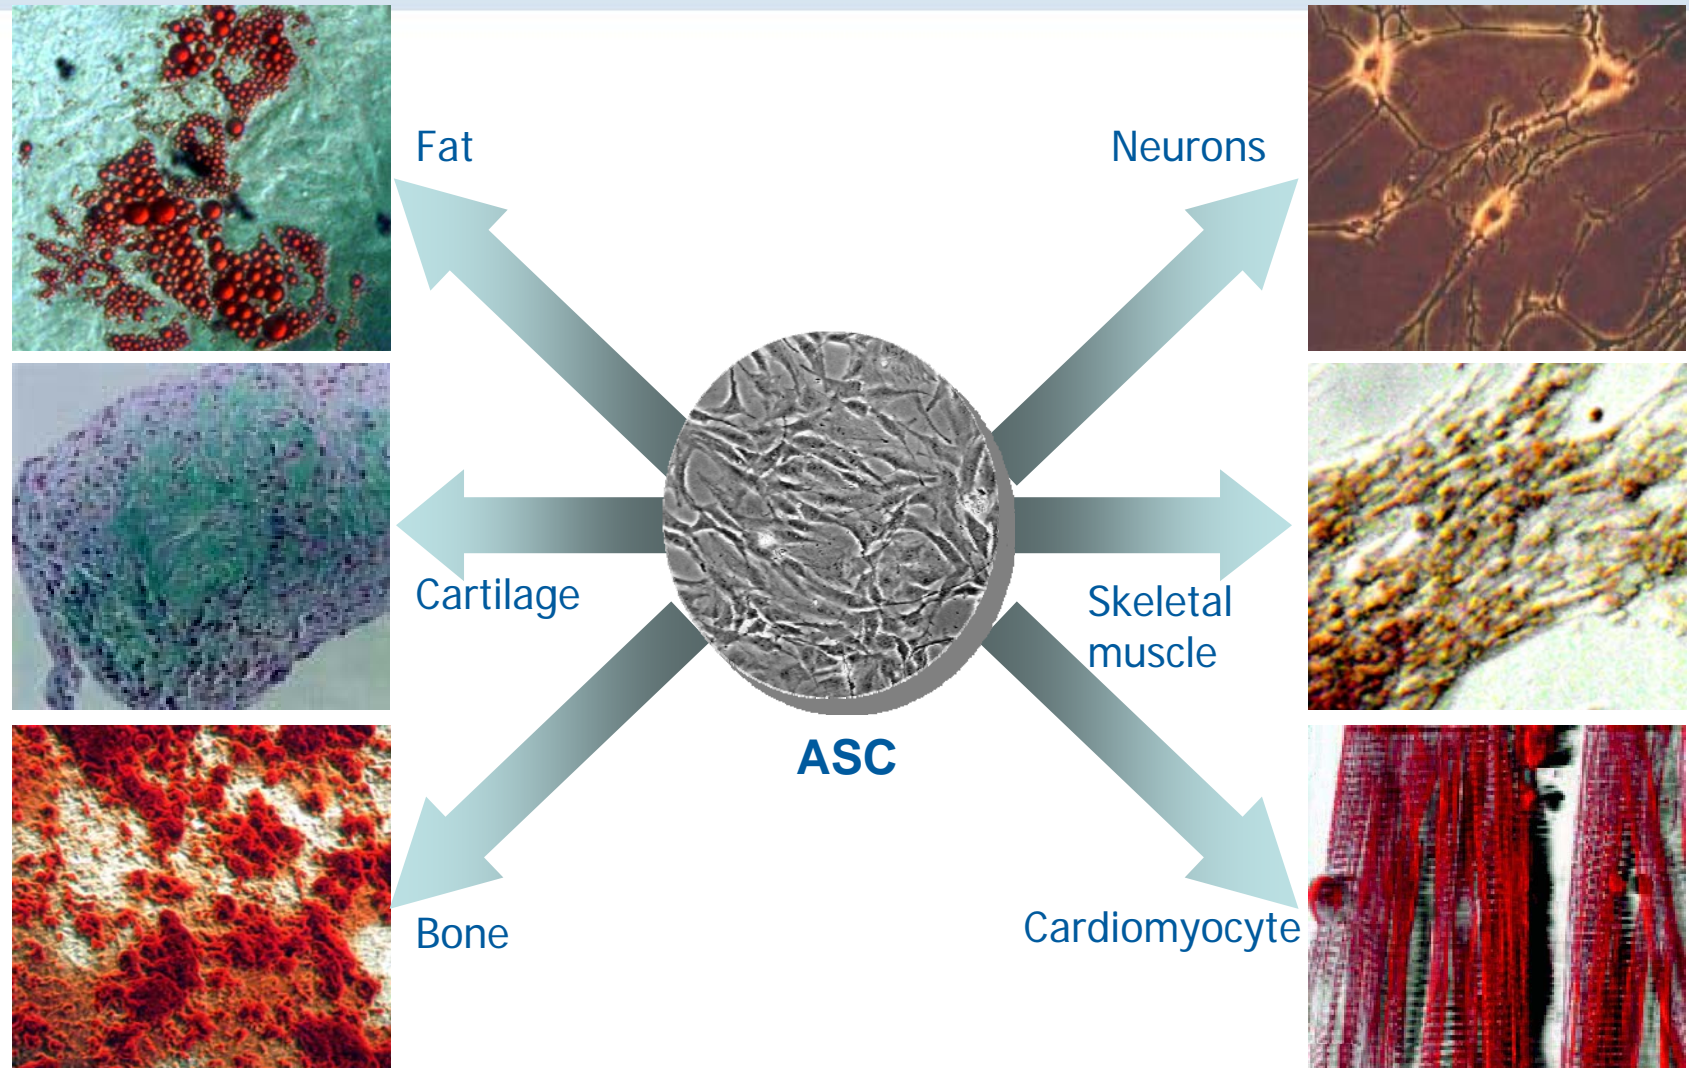 Fat
Neurons
Cartilage
Skeletal
muscle
ASC
Bone
Cardiomyocyte